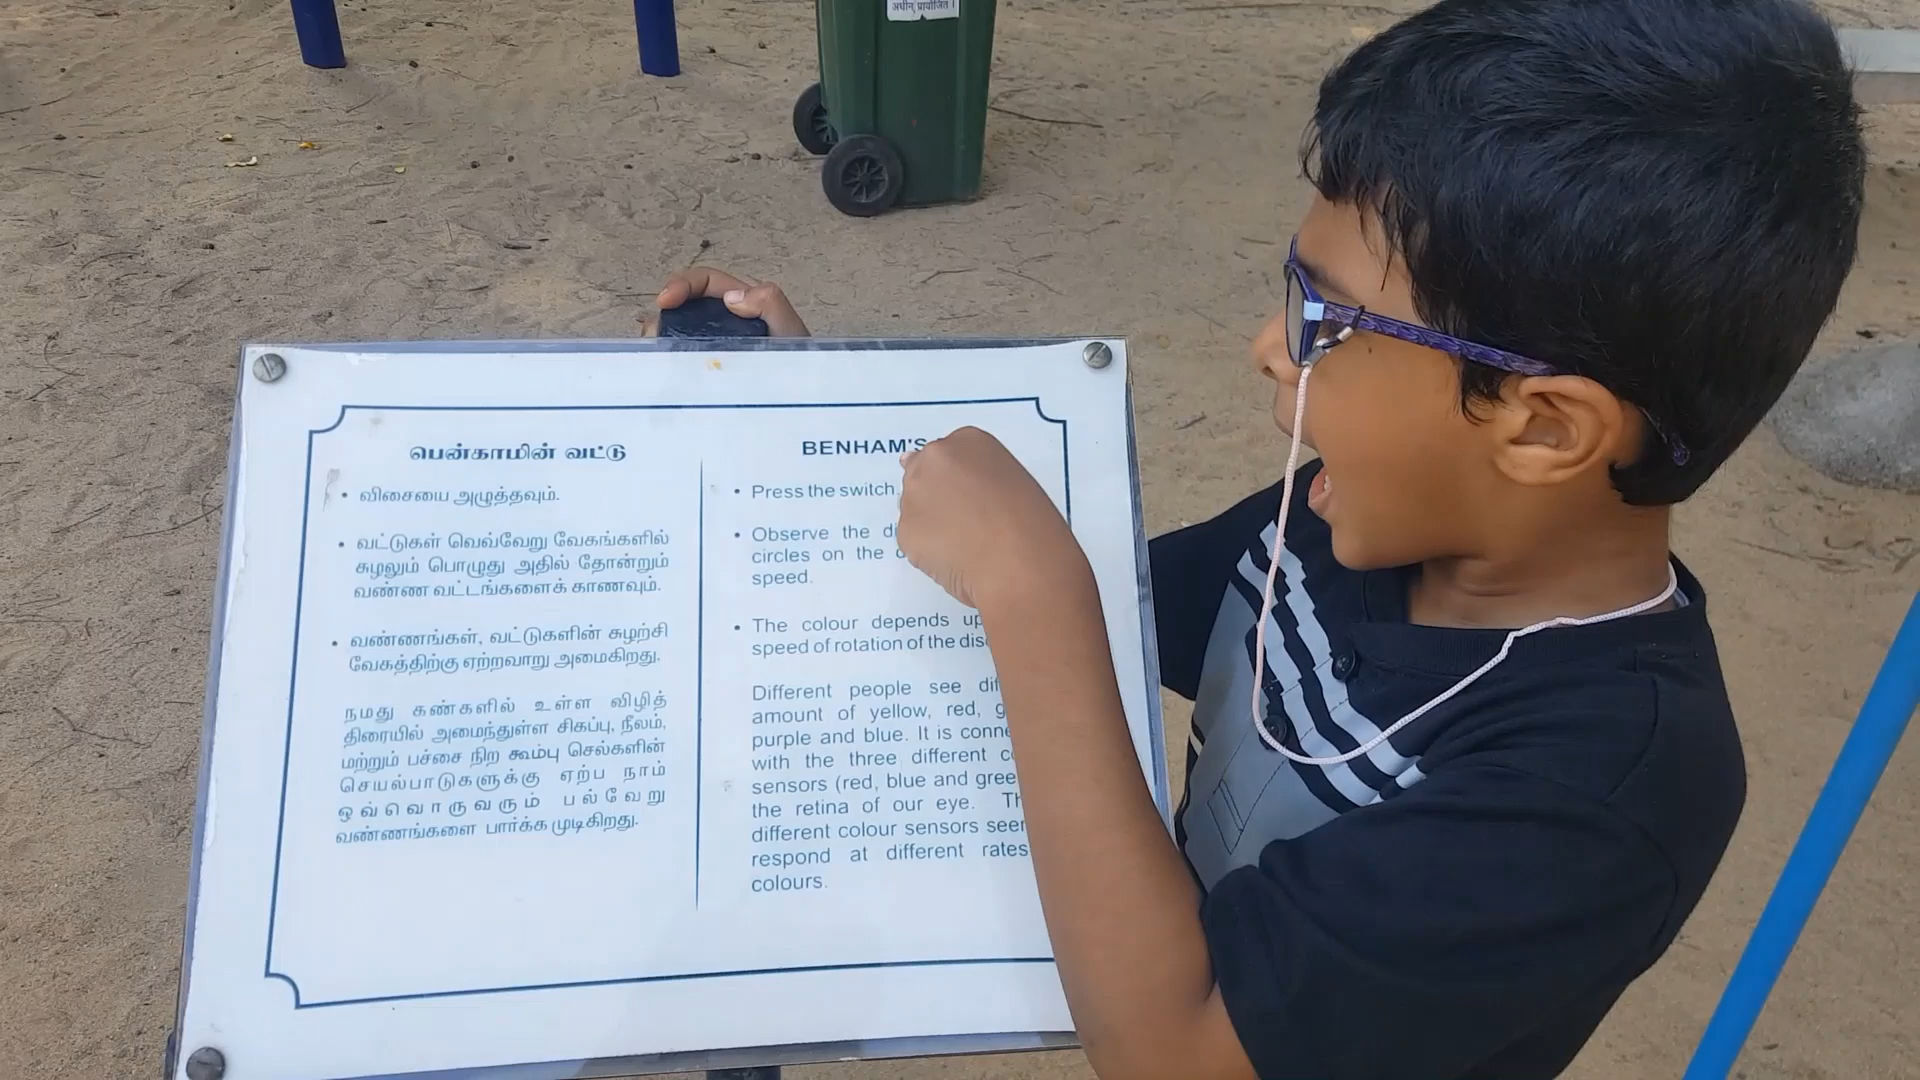 अधीन् प्रायोजित ।
பென்காமின் வட்டு
• விசையை அழுத்தவும்.
• வட்டுகள் வெவ்வேறு வேகங்களில்
சுழலும் பொழுது அதில் தோன்றும்
வண்ண வட்டங்களைக் காணவும்.
• வண்ணங்கள், வட்டுகளின் சுழற்சி
வேகத்திற்கு ஏற்றவாறு அமைகிறது.
நமது கண்களில் உள்ள விழித்
திரையில் அமைந்துள்ள சிகப்பு, நீலம்,
மற்றும் பச்சை நிற கூம்பு செல்களின்
செயல்பாடுகளுக்கு ஏற்ப நாம்
ஒவ்வொருவரும் பல்வேறு
வண்ணங்களை பார்க்க முடிகிறது.
BENHAM'S
• Press the switch.
• Observe the
circles on the
speed.
• The colour depends
speed of rotation of the
Different people see
amount of yellow, red,
purple and blue. It is
with the three different
sensors (red, blue and
the retina of our eye.
different colour sensors
respond at different rates
colours.